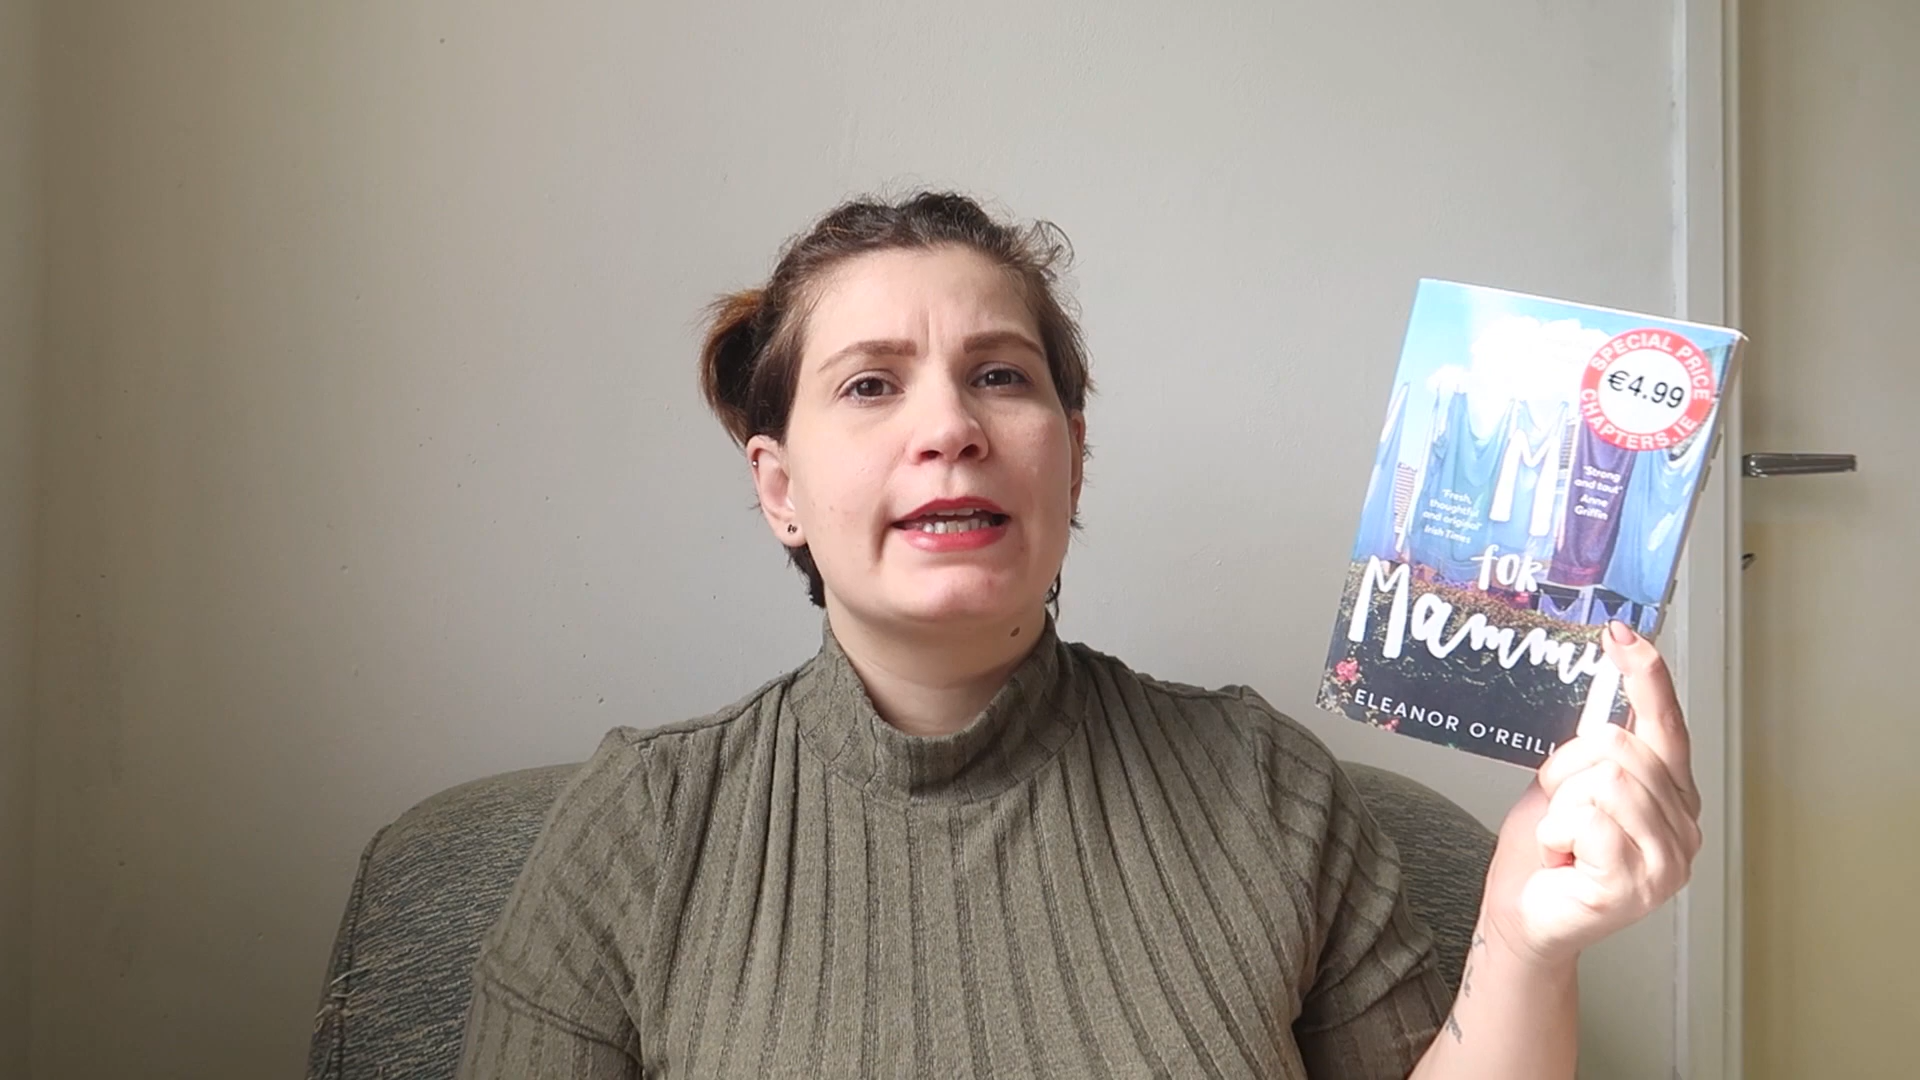 SPECIAL PRICE
€4.99
CHAPTERS.IE
M
'Strong
and taut'
Anne
Griffin
'Fresh,
thoughtful
and original'
Irish Times
for
Mammy
ELEANOR O'REILL